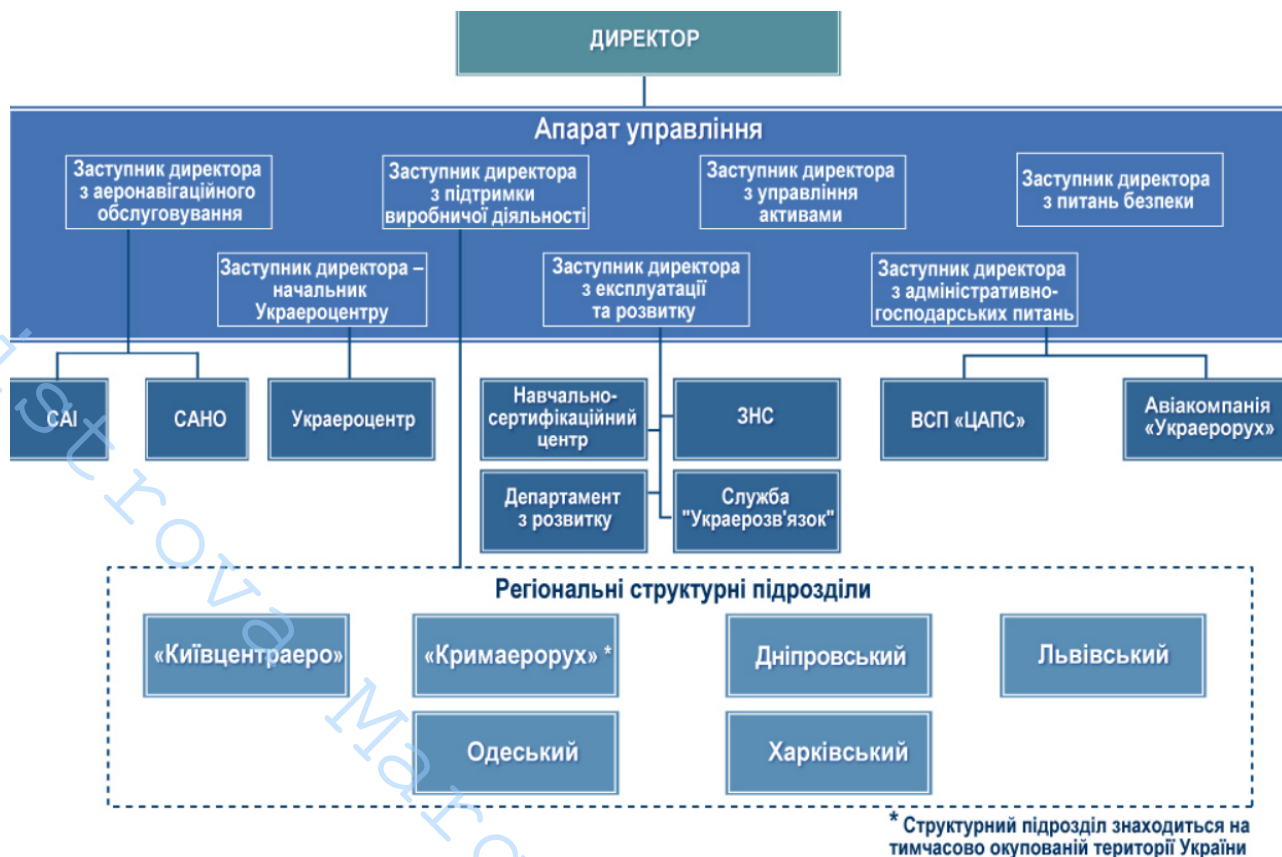 ДИРЕКТОР
Апарат управління
Заступник директора
з аеронавігаційного
обслуговування
Заступник директора
з підтримки
виробничої діяльності
Заступник директора
з управління
активами
Заступник директора
з питань безпеки
Заступник директора –
начальник
Украероцентру
Заступник директора
з експлуатації
та розвитку
Заступник директора
з адміністративно-
господарських питань
САІ
САНО
Украероцентр
Навчально-
сертифікаційний
центр
ЗНС
ВСП «ЦАПС»
Авіакомпанія
«Украерорух»
Департамент
з розвитку
Служба
"Украерозв'язок"
Регіональні структурні підрозділи
«Київцентраеро»
«Кримаерорух» *
Дніпровський
Львівський
Одеський
Харківський
* Структурний підрозділ знаходиться на
тимчасово окупованій території України